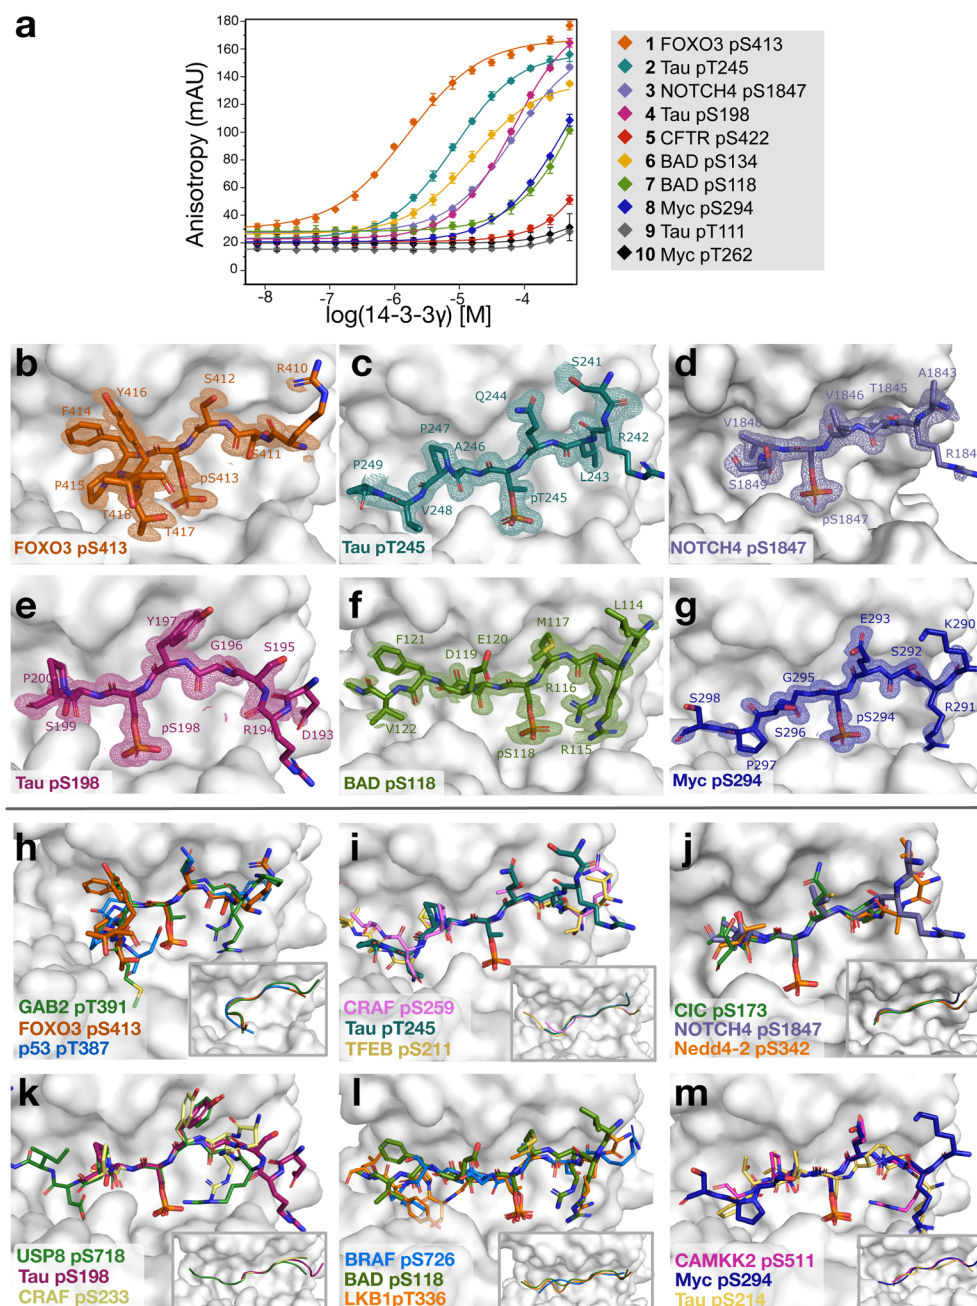 a
Anisotropy (mAU)
180
160
140
120
100
80
60
40
20
0
-8
-7
-6
-5
-4
log(14-3-3γ) [M]
1 FOXO3 pS413
2 Tau pT245
3 NOTCH4 pS1847
4 Tau pS198
5 CFTR pS422
6 BAD pS134
7 BAD pS118
8 Myc pS294
9 Tau pT111
10 Myc pT262
b
R410
S412
Y416
F414
S411
pS413
P415
T418
T417
FOXO3 pS413
c
S241
Q244
P247
A246
R242
P249
L243
pT245
V248
Tau pT245
d
A1843
T1845
V1846
V1848
R184
S1849
pS1847
NOTCH4 pS1847
e
Y197
G196
S195
P200
S199
pS198
R194
D193
Tau pS198
f
L114
M117
F121
E120
D119
R116
V122
pS118
R115
BAD pS118
g
E293
K290
S292
G295
S298
R291
pS294
S296
P297
Myc pS294
h
GAB2 pT391
FOXO3 pS413
p53 pT387
i
CRAF pS259
Tau pT245
TFEB pS211
j
CIC pS173
NOTCH4 pS1847
Nedd4-2 pS342
k
USP8 pS718
Tau pS198
CRAF pS233
l
BRAF pS726
BAD pS118
LKB1pT336
m
CAMKK2 pS511
Myc pS294
Tau pS214